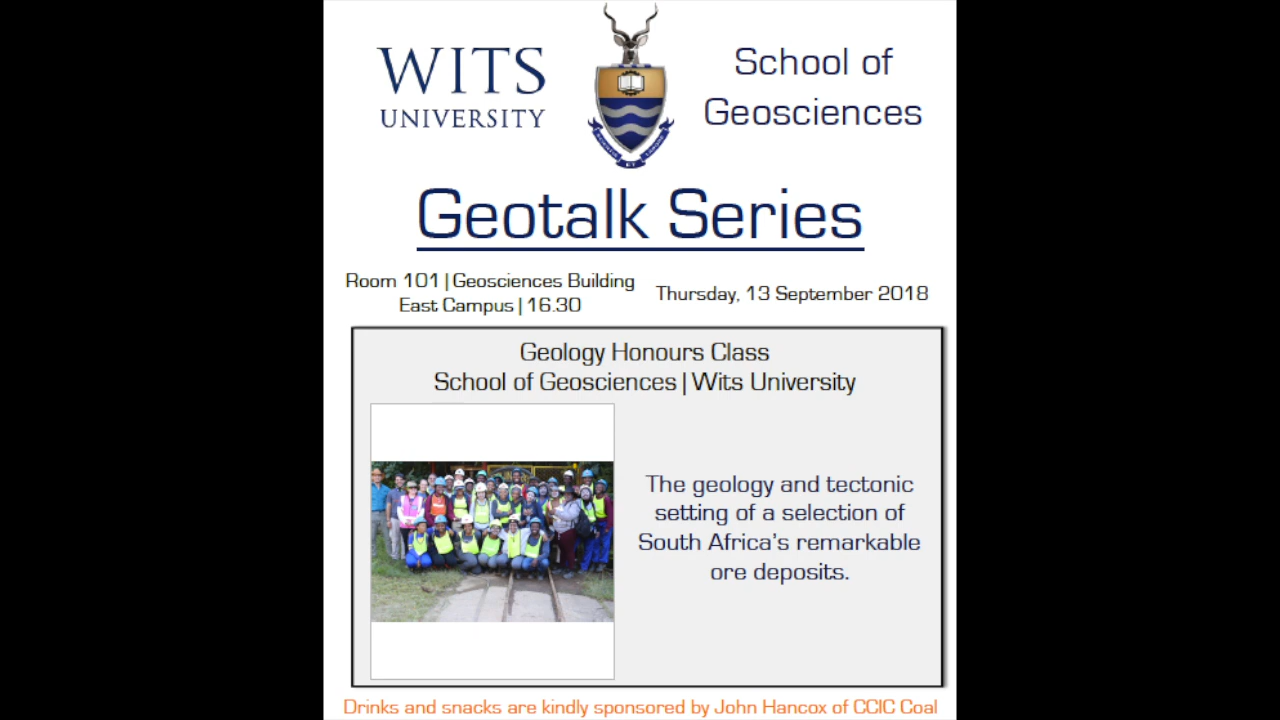 WITS
UNIVERSITY
School of
Geosciences
Geotalk Series
Room 101 | Geosciences Building
East Campus | 16.30
Thursday, 13 September 2018
Geology Honours Class
School of Geosciences | Wits University
The geology and tectonic
setting of a selection of
South Africa's remarkable
ore deposits.
Drinks and snacks are kindly sponsored by John Hancox of CCIC Coal